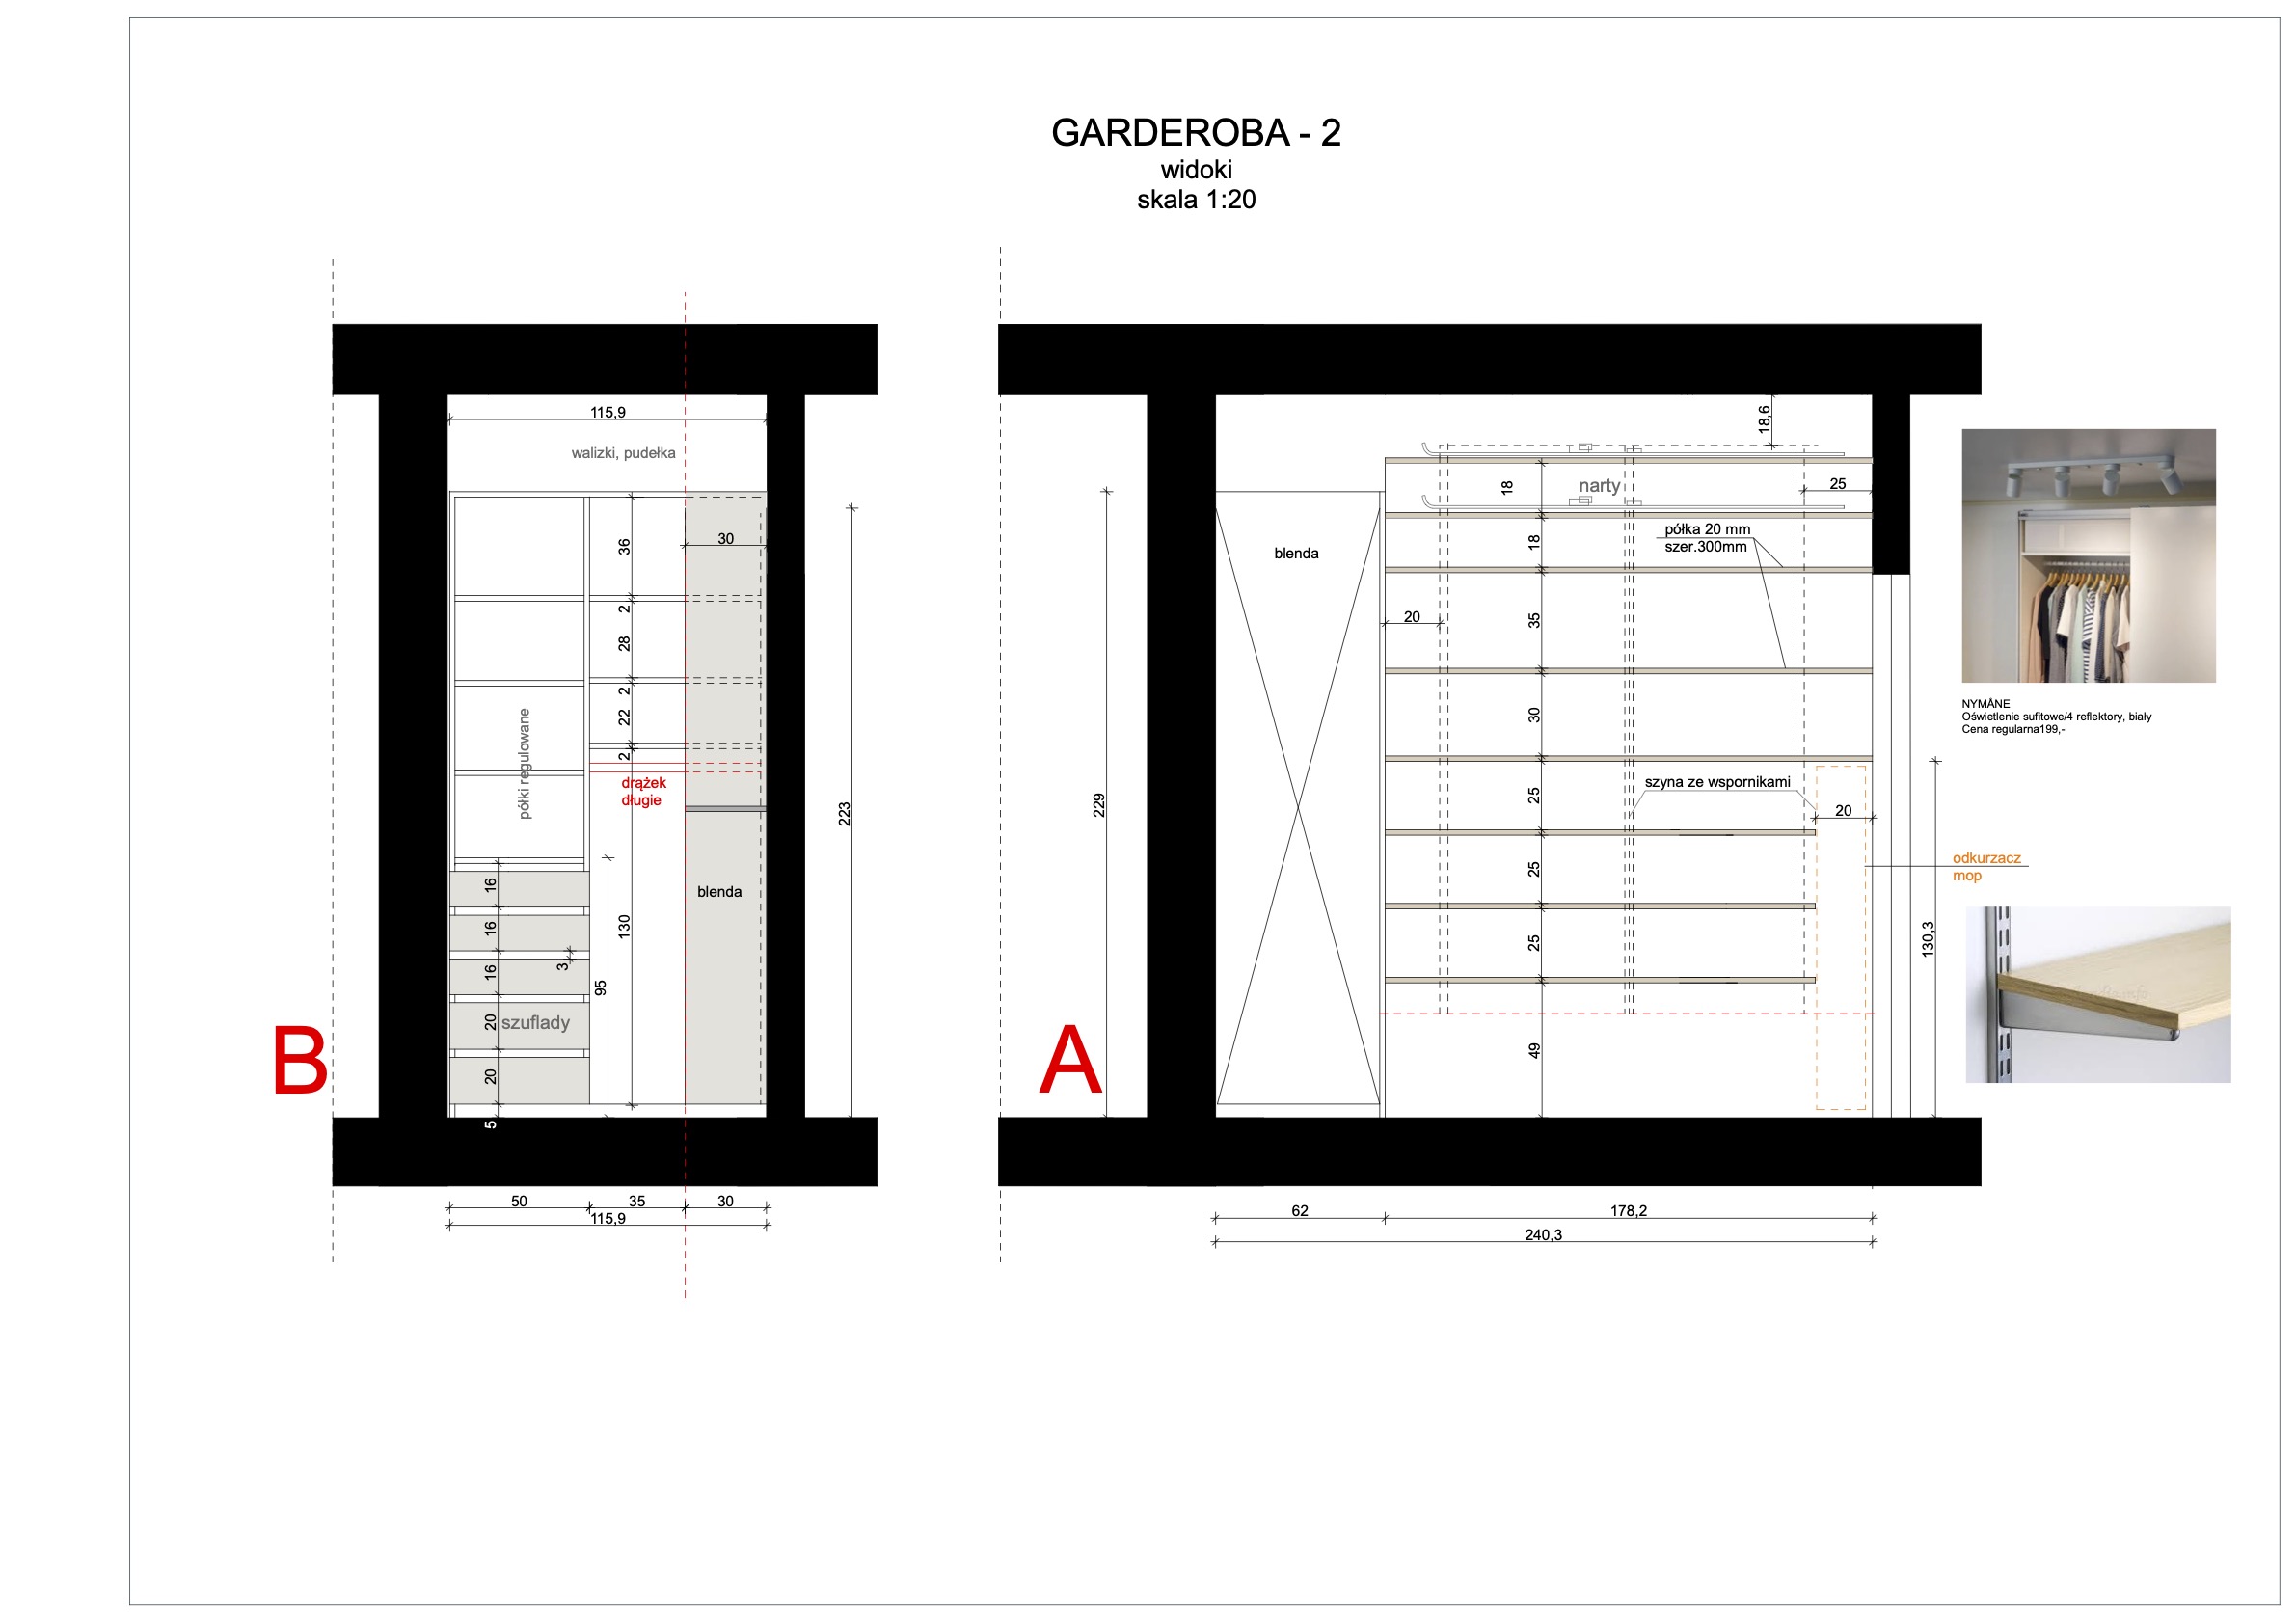 GARDEROBA - 2
widoki
skala 1:20
115,9
walizki, pudełka
36
30
2
28
2
22
2
półki regulowane
drążek
długie
223
16
16
16
3
blenda
130
95
20
szuflady
20
5
B
50
35
30
115,9
18,6
18
narty
25
półka 20 mm
szer.300mm
18
blenda
20
35
30
szyna ze wspornikami
229
25
20
25
odkurzacz
mop
25
130,3
49
A
62
178,2
240,3
NYMÅNE
Oświetlenie sufitowe/4 reflektory, biały
Cena regularna199,-